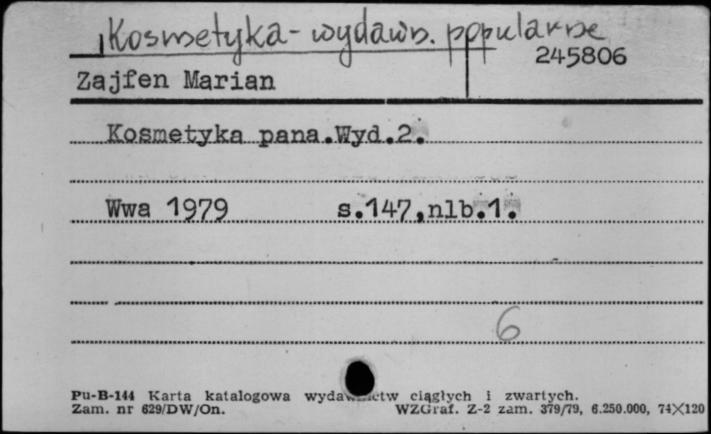 Kosmetyka - wydawn. popularne
245806
Zajfen Marian
Kosmetyka pana.Wyd.2.
Wwa 1979 s.147,nlb.1.
6
Pu-B-144 Karta katalogowa wydawnictw ciągłych i zwartych.
Zam. nr 629/DW/On. WZGraf. Z-2 zam. 379/79, 6.250.000, 74X120